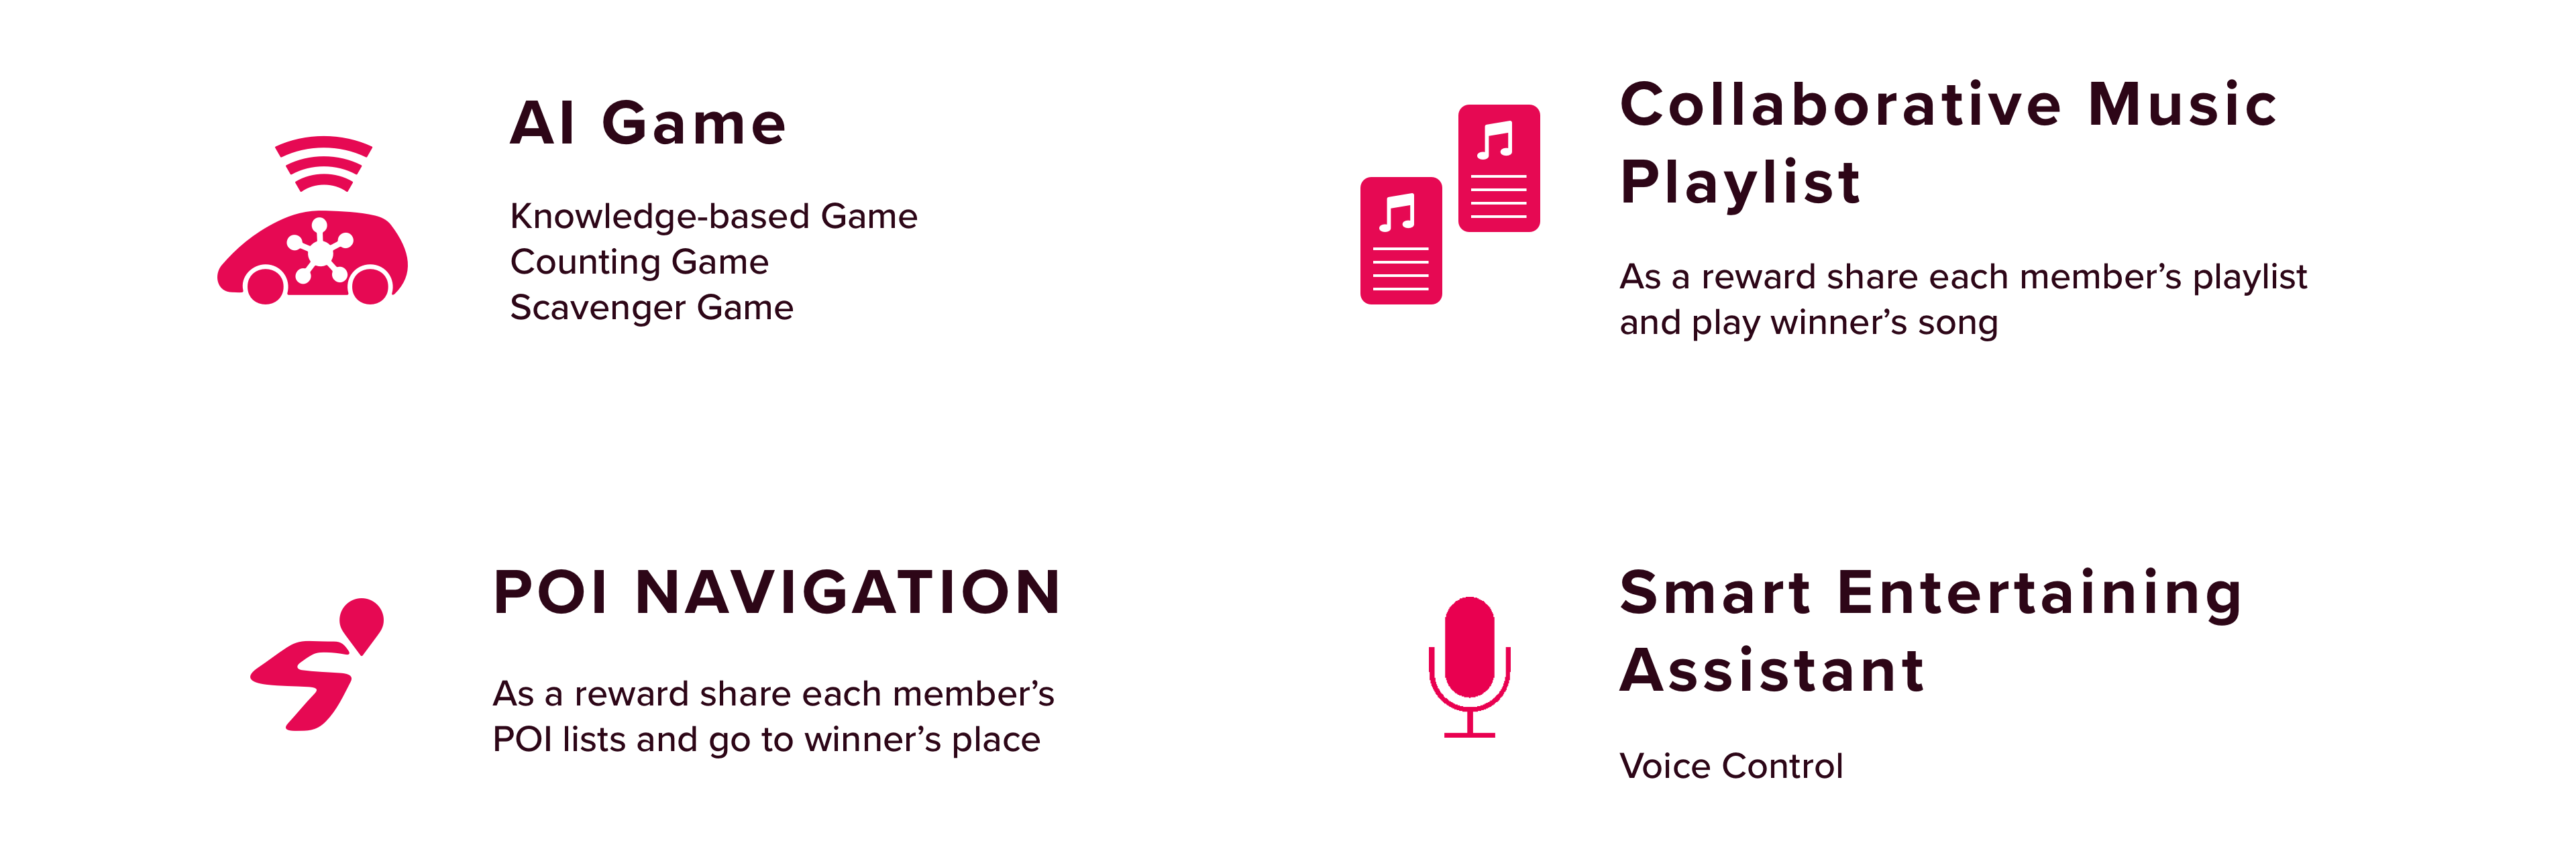 AI Game
Knowledge-based Game
Counting Game
Scavenger Game
Collaborative Music
Playlist
As a reward share each member’s playlist
and play winner’s song
POI NAVIGATION
As a reward share each member’s
POI lists and go to winner’s place
Smart Entertaining
Assistant
Voice Control